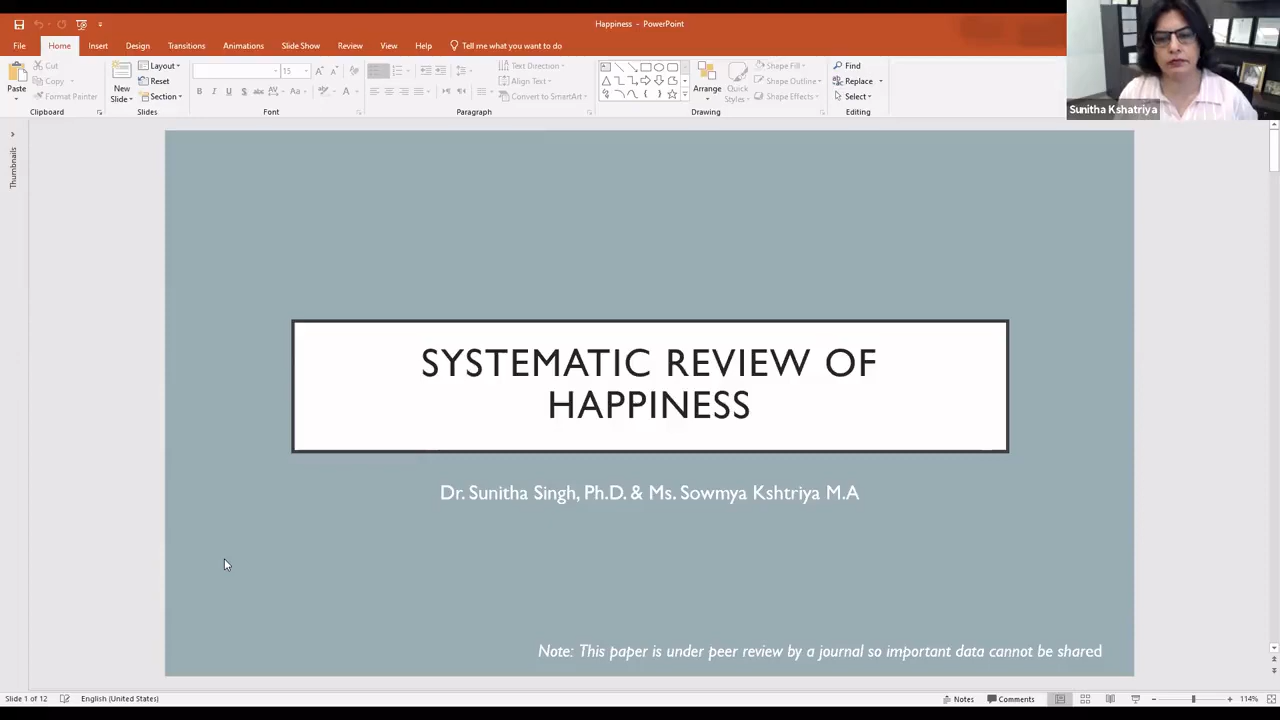 Happiness - PowerPoint
File Home Insert Design Transitions Animations Slide Show Review View Help Tell me what you want to do
Paste
Cut
Copy
Format Painter
Clipboard
New Slide
Layout
Reset
Section
Slides
15
B I U S abc AV Aa A
Font
Text Direction
Align Text
Convert to SmartArt
Paragraph
Arrange
Quick Styles
Shape Fill
Shape Outline
Shape Effects
Drawing
Find
Replace
Select
Editing
Sunitha Kshatriya
Thumbnails
SYSTEMATIC REVIEW OF
HAPPINESS
Dr. Sunitha Singh, Ph.D. & Ms. Sowmya Kshtriya M.A
Note: This paper is under peer review by a journal so important data cannot be shared
Slide 1 of 12 English (United States) Notes Comments 114%